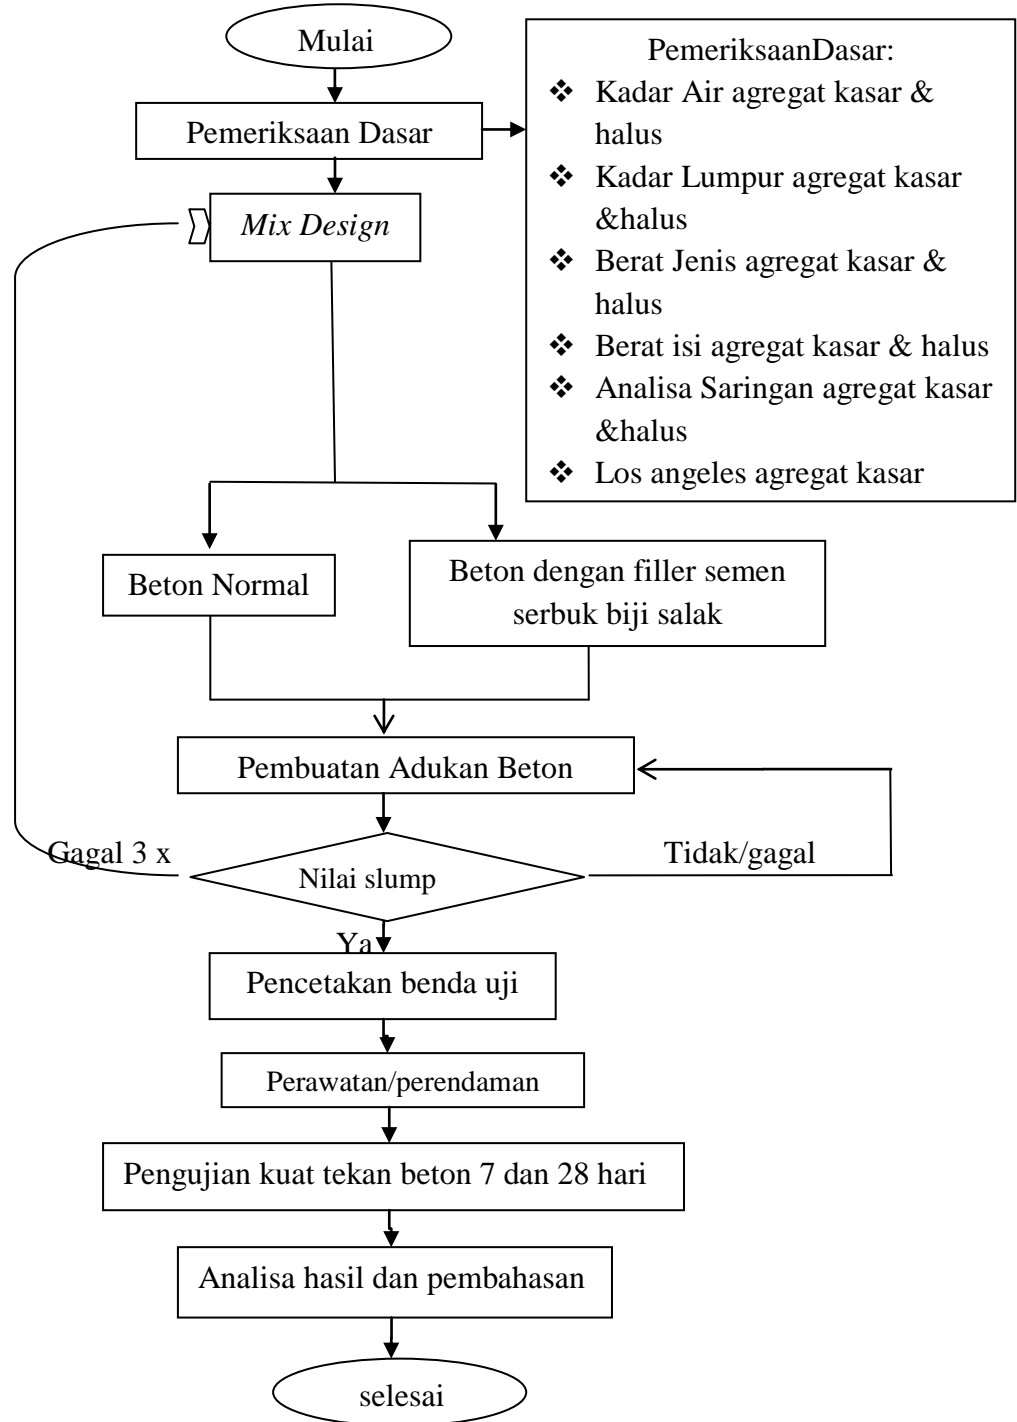 Mulai
Pemeriksaan Dasar
PemeriksaanDasar:
❖ Kadar Air agregat kasar &
halus
❖ Kadar Lumpur agregat kasar
&halus
❖ Berat Jenis agregat kasar &
halus
❖ Berat isi agregat kasar & halus
❖ Analisa Saringan agregat kasar
&halus
❖ Los angeles agregat kasar
Mix Design
Beton Normal
Beton dengan filler semen
serbuk biji salak
Pembuatan Adukan Beton
Gagal 3 x
Nilai slump
Tidak/gagal
Ya
Pencetakan benda uji
Perawatan/perendaman
Pengujian kuat tekan beton 7 dan 28 hari
Analisa hasil dan pembahasan
selesai